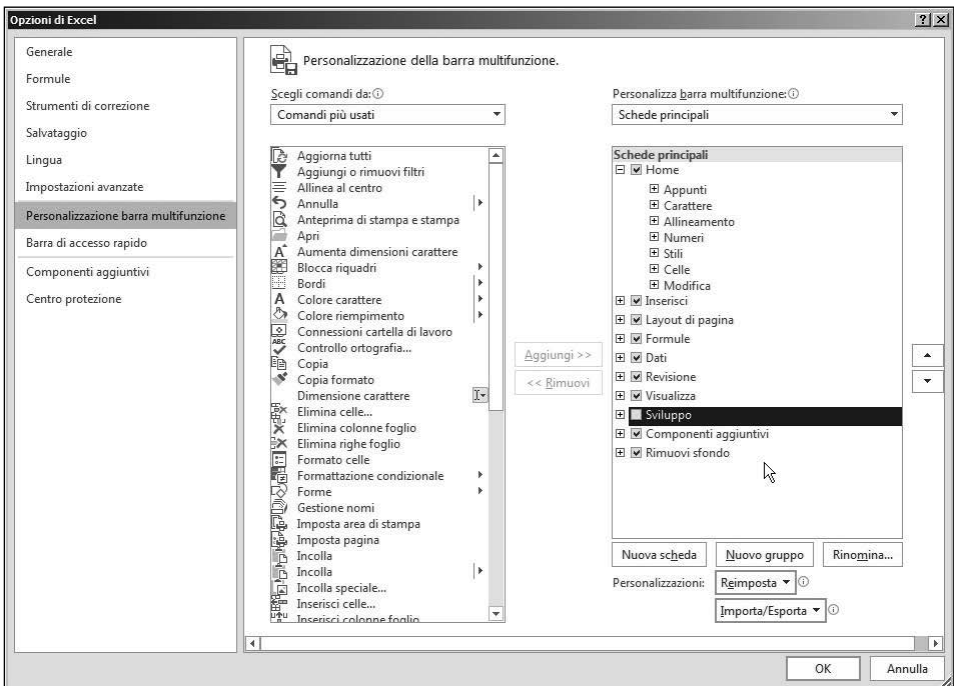 Opzioni di Excel
Generale
Formule
Strumenti di correzione
Salvataggio
Lingua
Impostazioni avanzate
Personalizzazione barra multifunzione
Barra di accesso rapido
Componenti aggiuntivi
Centro protezione
Personalizzazione della barra multifunzione.
Scegli comandi da:
Comandi più usati
Aggiorna tutti
Aggiungi o rimuovi filtri
Allinea al centro
Annulla
Anteprima di stampa e stampa
Apri
Aumenta dimensioni carattere
Blocca riquadri
Bordi
Colore carattere
Colore riempimento
Connessioni cartella di lavoro
Controllo ortografia...
Copia
Copia formato
Dimensione carattere
Elimina celle...
Elimina colonne foglio
Elimina righe foglio
Formato celle
Formattazione condizionale
Forme
Gestione nomi
Imposta area di stampa
Imposta pagina
Incolla
Incolla
Incolla speciale...
Inserisci celle...
Inserisci colonne foglio
Aggiungi >>
<< Rimuovi
Personalizza barra multifunzione:
Schede principali
Schede principali
Home
Appunti
Carattere
Allineamento
Numeri
Stili
Celle
Modifica
Inserisci
Layout di pagina
Formule
Dati
Revisione
Visualizza
Sviluppo
Componenti aggiuntivi
Rimuovi sfondo
Nuova scheda
Nuovo gruppo
Rinomina...
Personalizzazioni:
Reimposta
Importa/Esporta
OK
Annulla